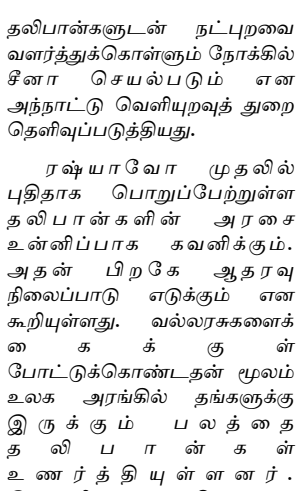 தலிபான்களுடன் நட்புறவை
வளர்த்துக்கொள்ளும் நோக்கில்
சீனா செயல்படும் என
அந்நாட்டு வெளியுறவுத் துறை
தெளிவுப்படுத்தியது.
ரஷ்யாவோ முதலில்
புதிதாக பொறுப்பேற்றுள்ள
தலிபான்களின் அரசை
உன்னிப்பாக கவனிக்கும்.
அதன் பிறகே ஆதரவு
நிலைப்பாடு எடுக்கும் என
கூறியுள்ளது. வல்லரசுகளைக்
கைக்குள்
போட்டுக்கொண்டதன் மூலம்
உலக அரங்கில் தங்களுக்கு
இருக்கும் பலத்தை
தலிபான்கள்
உணர்த்தியுள்ளனர்.